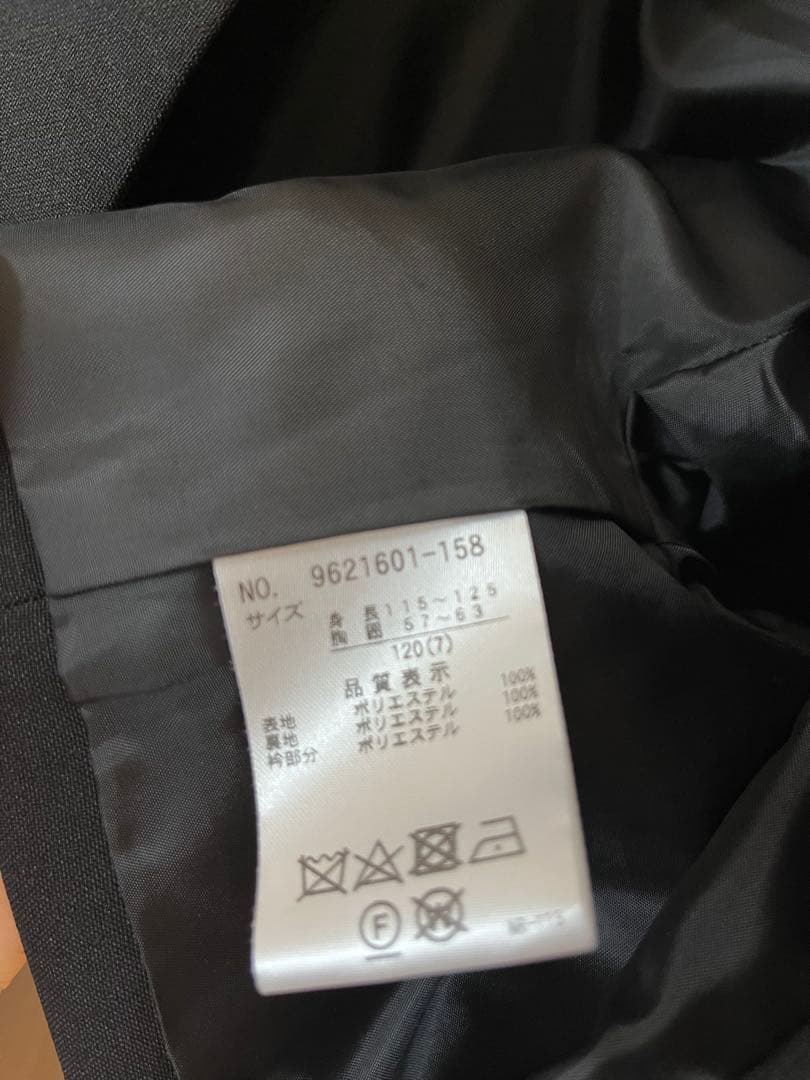 NO. 9621601-158
サイズ 身長115~125
胸囲 57~63
120(7)
品質表示
表地 ポリエステル 100%
裏地 ポリエステル 100%
衿部分 ポリエステル 100%
F
W